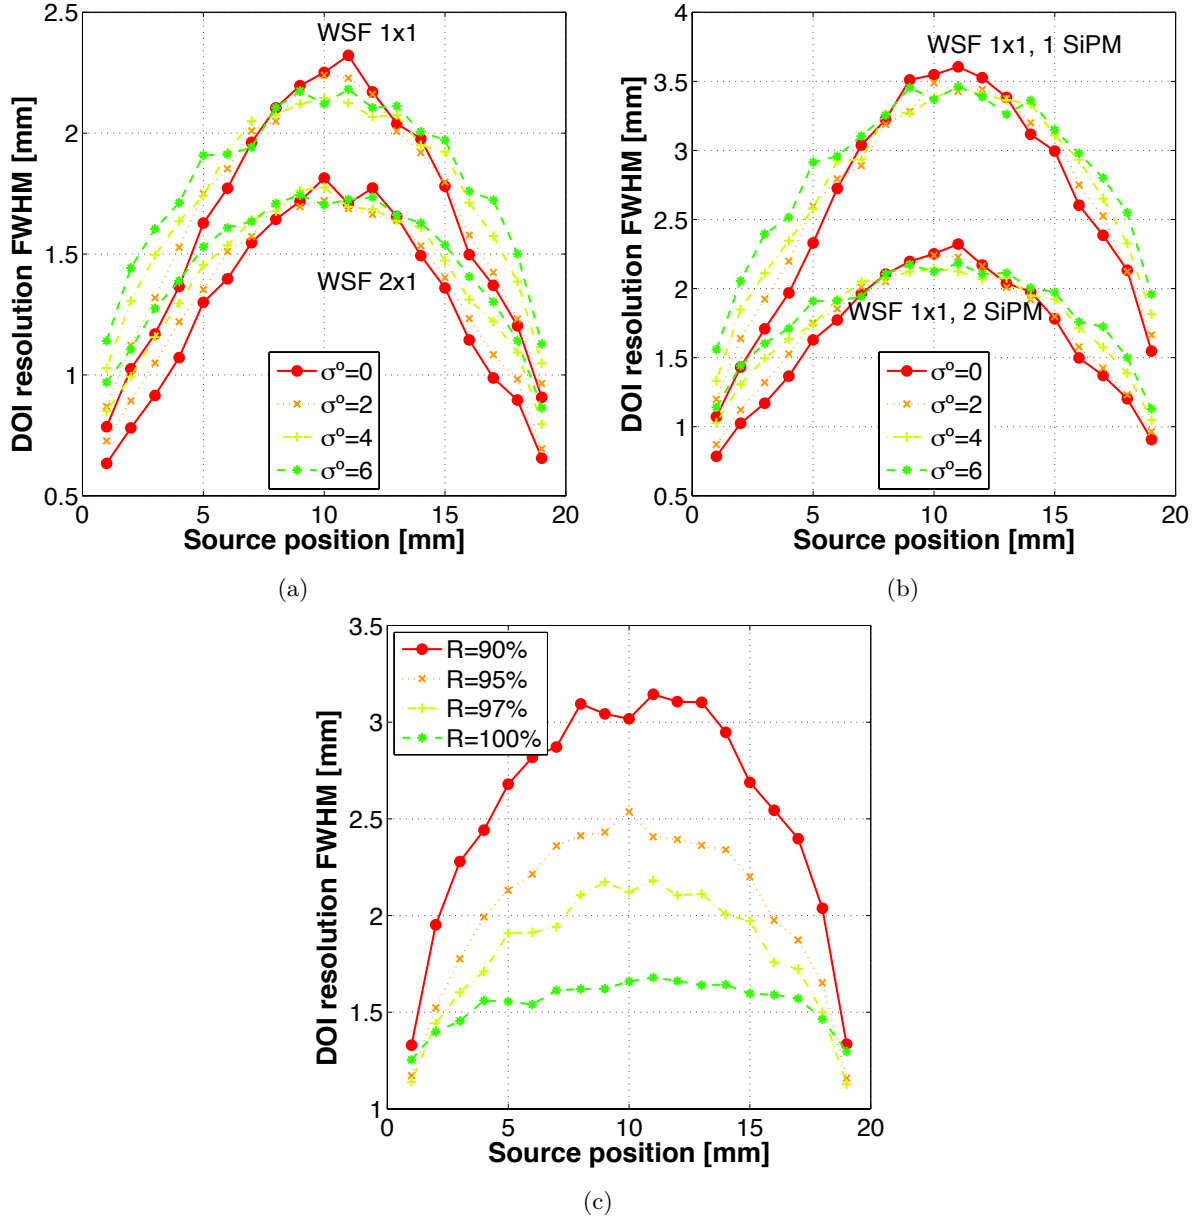 WSF 1x1
WSF 2x1
DOI resolution FWHM [mm]
2.5
2
1.5
1
0.5
σº=0
σº=2
σº=4
σº=6
0 5 10 15 20
Source position [mm]
(a)
WSF 1x1, 1 SiPM
WSF 1x1, 2 SiPM
DOI resolution FWHM [mm]
4
3.5
3
2.5
2
1.5
1
0.5
σº=0
σº=2
σº=4
σº=6
0 5 10 15 20
Source position [mm]
(b)
R=90%
R=95%
R=97%
R=100%
DOI resolution FWHM [mm]
3.5
3
2.5
2
1.5
1
0 5 10 15 20
Source position [mm]
(c)